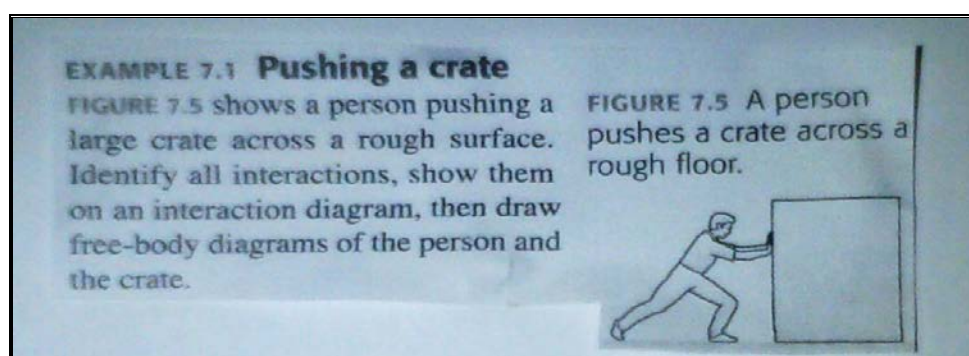 EXAMPLE 7.1 Pushing a crate
FIGURE 7.5 shows a person pushing a
large crate across a rough surface.
Identify all interactions, show them
on an interaction diagram, then draw
free-body diagrams of the person and
the crate.
FIGURE 7.5 A person
pushes a crate across a
rough floor.